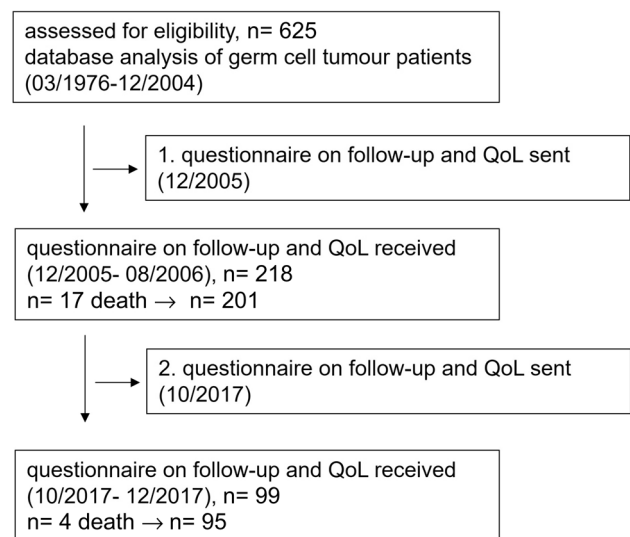 assessed for eligibility, n= 625
database analysis of germ cell tumour patients
(03/1976-12/2004)
1. questionnaire on follow-up and QoL sent
(12/2005)
questionnaire on follow-up and QoL received
(12/2005- 08/2006), n= 218
n= 17 death → n= 201
2. questionnaire on follow-up and QoL sent
(10/2017)
questionnaire on follow-up and QoL received
(10/2017- 12/2017), n= 99
n= 4 death → n= 95